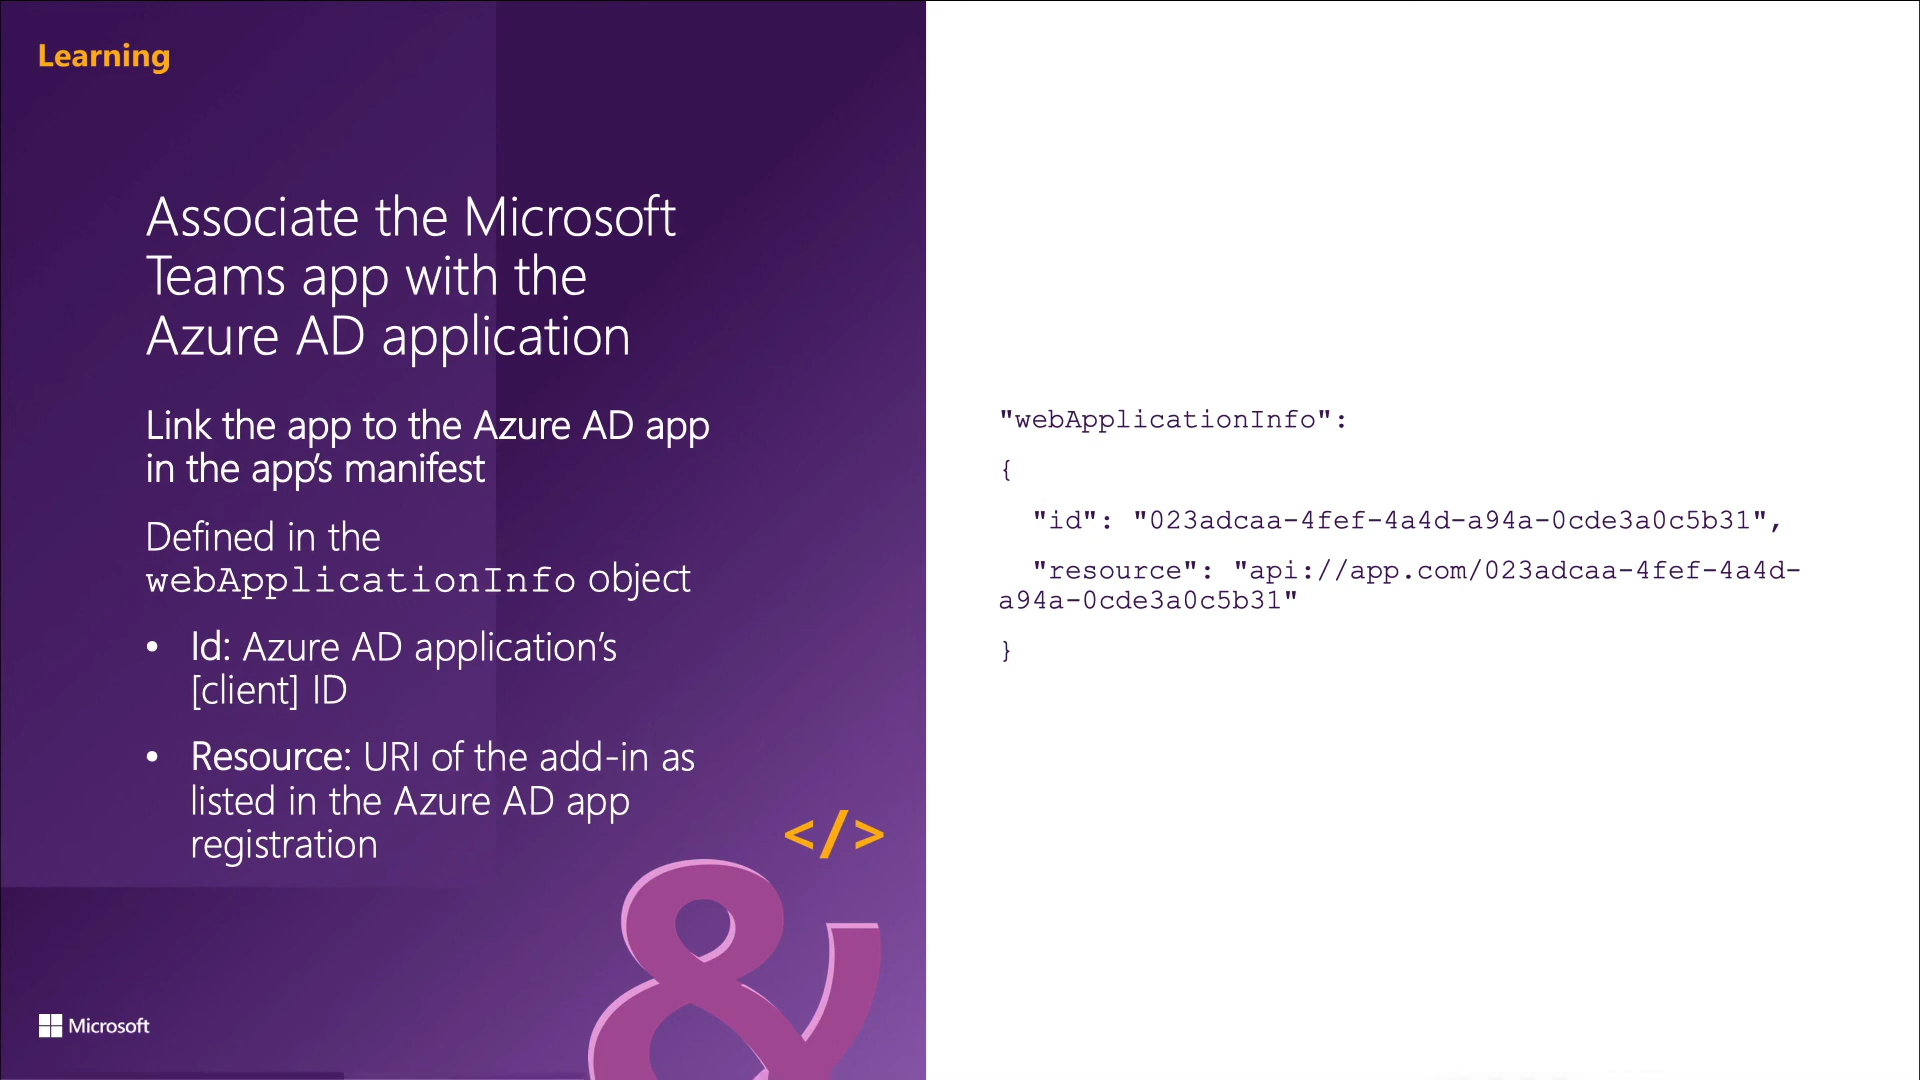 Learning
Associate the Microsoft
Teams app with the
Azure AD application
Link the app to the Azure AD app
in the app’s manifest
Defined in the
webApplicationInfo object
• Id: Azure AD application’s
[client] ID
• Resource: URI of the add-in as
listed in the Azure AD app
registration
</>
&
Microsoft
"webApplicationInfo":
{
"id": "023adcaa-4fef-4a4d-a94a-0cde3a0c5b31",
"resource": "api://app.com/023adcaa-4fef-4a4d-
a94a-0cde3a0c5b31"
}